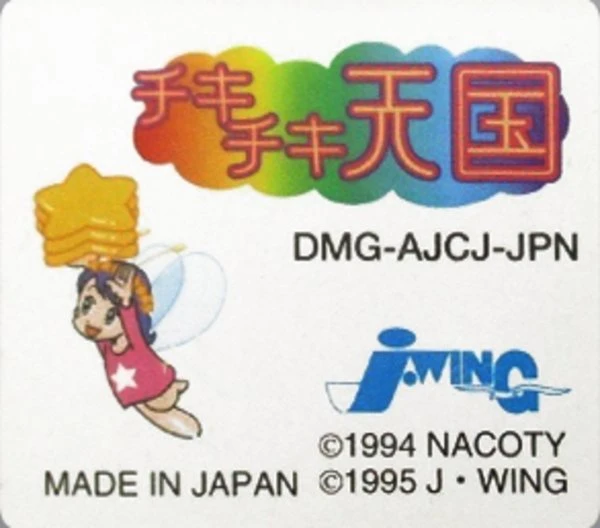 チキ
チキ天国
DMG-AJCJ-JPN
J·WING
©1994 NACOTY
MADE IN JAPAN ©1995 J・WING